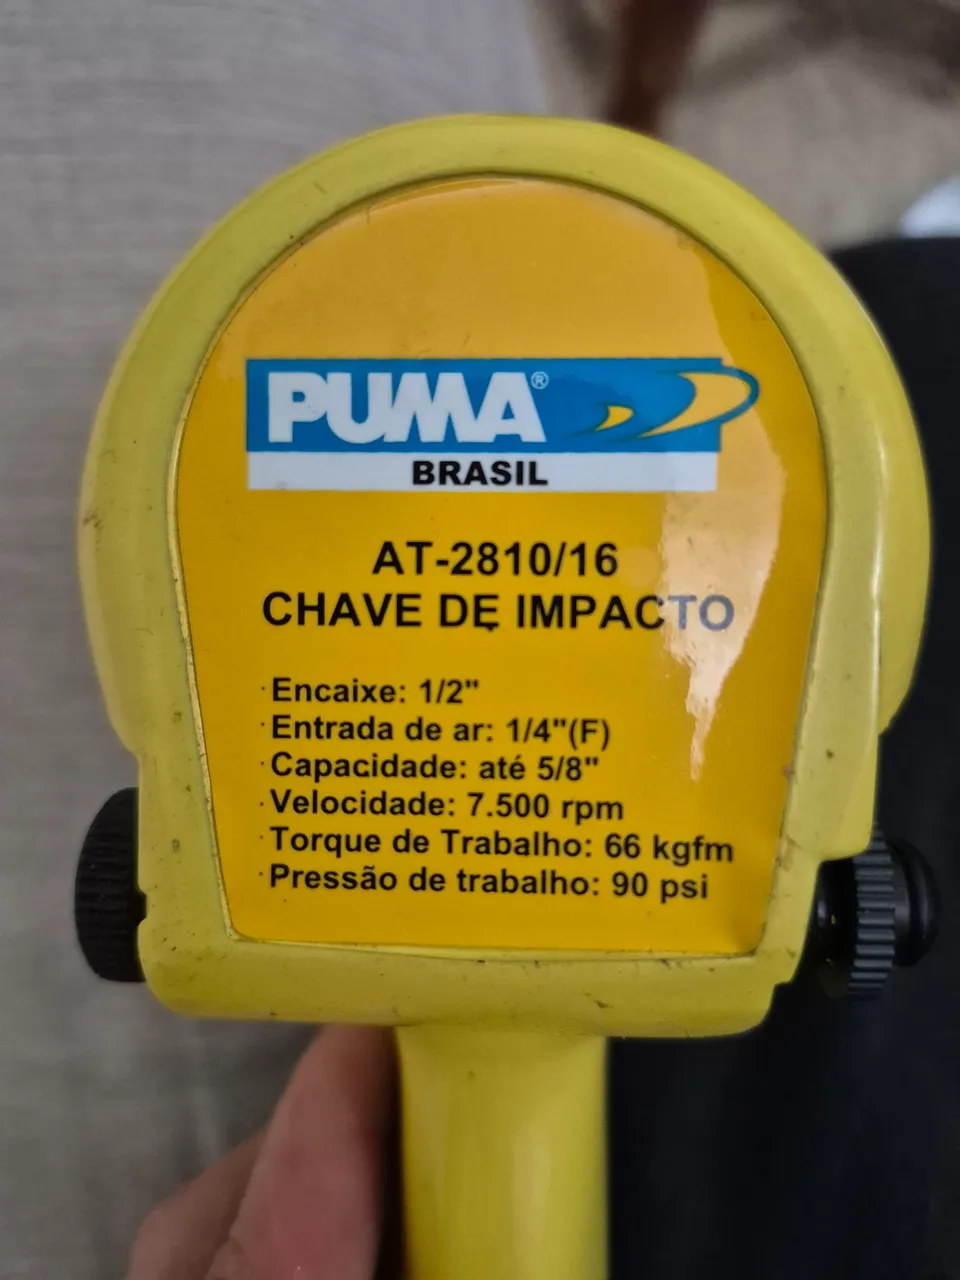 PUMA®
BRASIL
AT-2810/16
CHAVE DE IMPACTO
·Encaixe: 1/2"
·Entrada de ar: 1/4"(F)
·Capacidade: até 5/8"
·Velocidade: 7.500 rpm
·Torque de Trabalho: 66 kgfm
·Pressão de trabalho: 90 psi